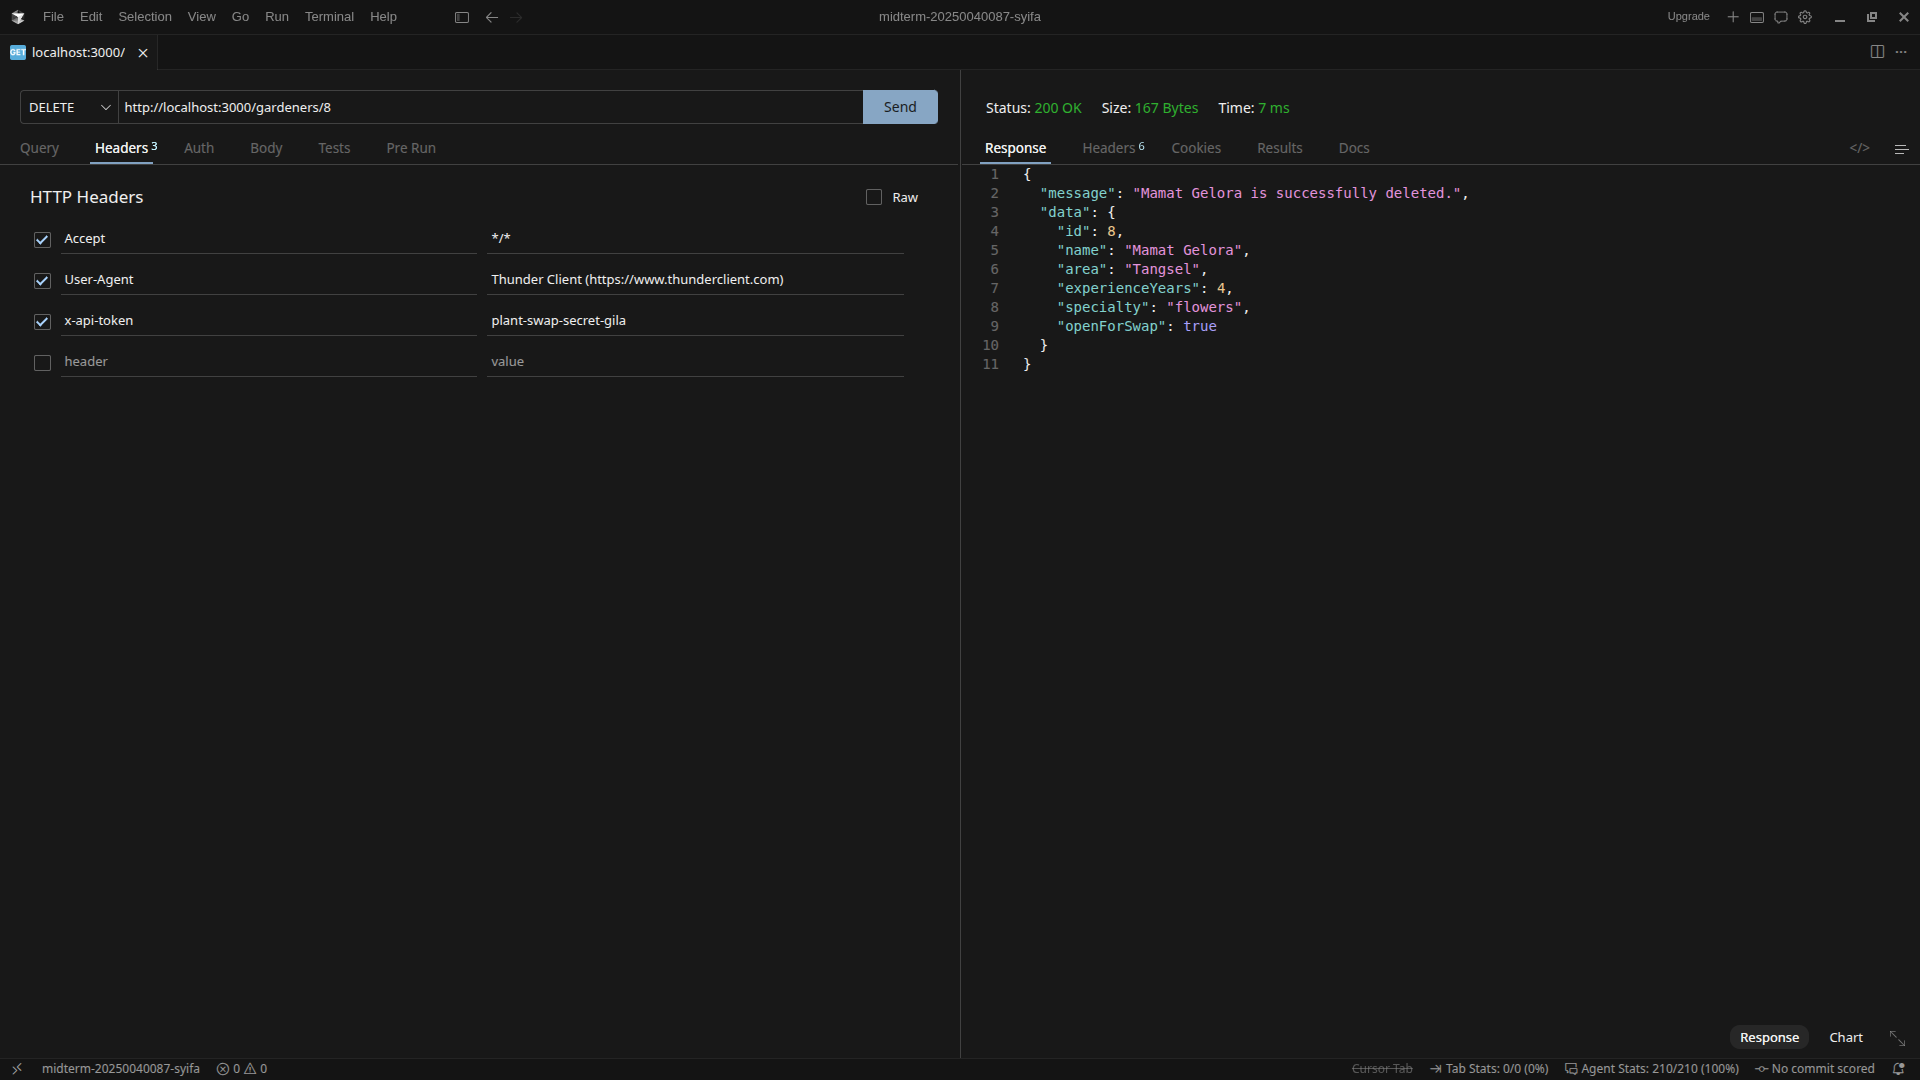 File Edit Selection View Go Run Terminal Help
midterm-20250040087-syifa
Upgrade
GET localhost:3000/
DELETE http://localhost:3000/gardeners/8 Send
Query Headers 3 Auth Body Tests Pre Run
HTTP Headers Raw
Accept */*
User-Agent Thunder Client (https://www.thunderclient.com)
x-api-token plant-swap-secret-gila
header value
Status: 200 OK Size: 167 Bytes Time: 7 ms
Response Headers 6 Cookies Results Docs </>
1 {
2 "message": "Mamat Gelora is successfully deleted.",
3 "data": {
4 "id": 8,
5 "name": "Mamat Gelora",
6 "area": "Tangsel",
7 "experienceYears": 4,
8 "specialty": "flowers",
9 "openForSwap": true
10 }
11 }
Response Chart
midterm-20250040087-syifa 0 0 Cursor Tab Tab Stats: 0/0 (0%) Agent Stats: 210/210 (100%) No commit scored